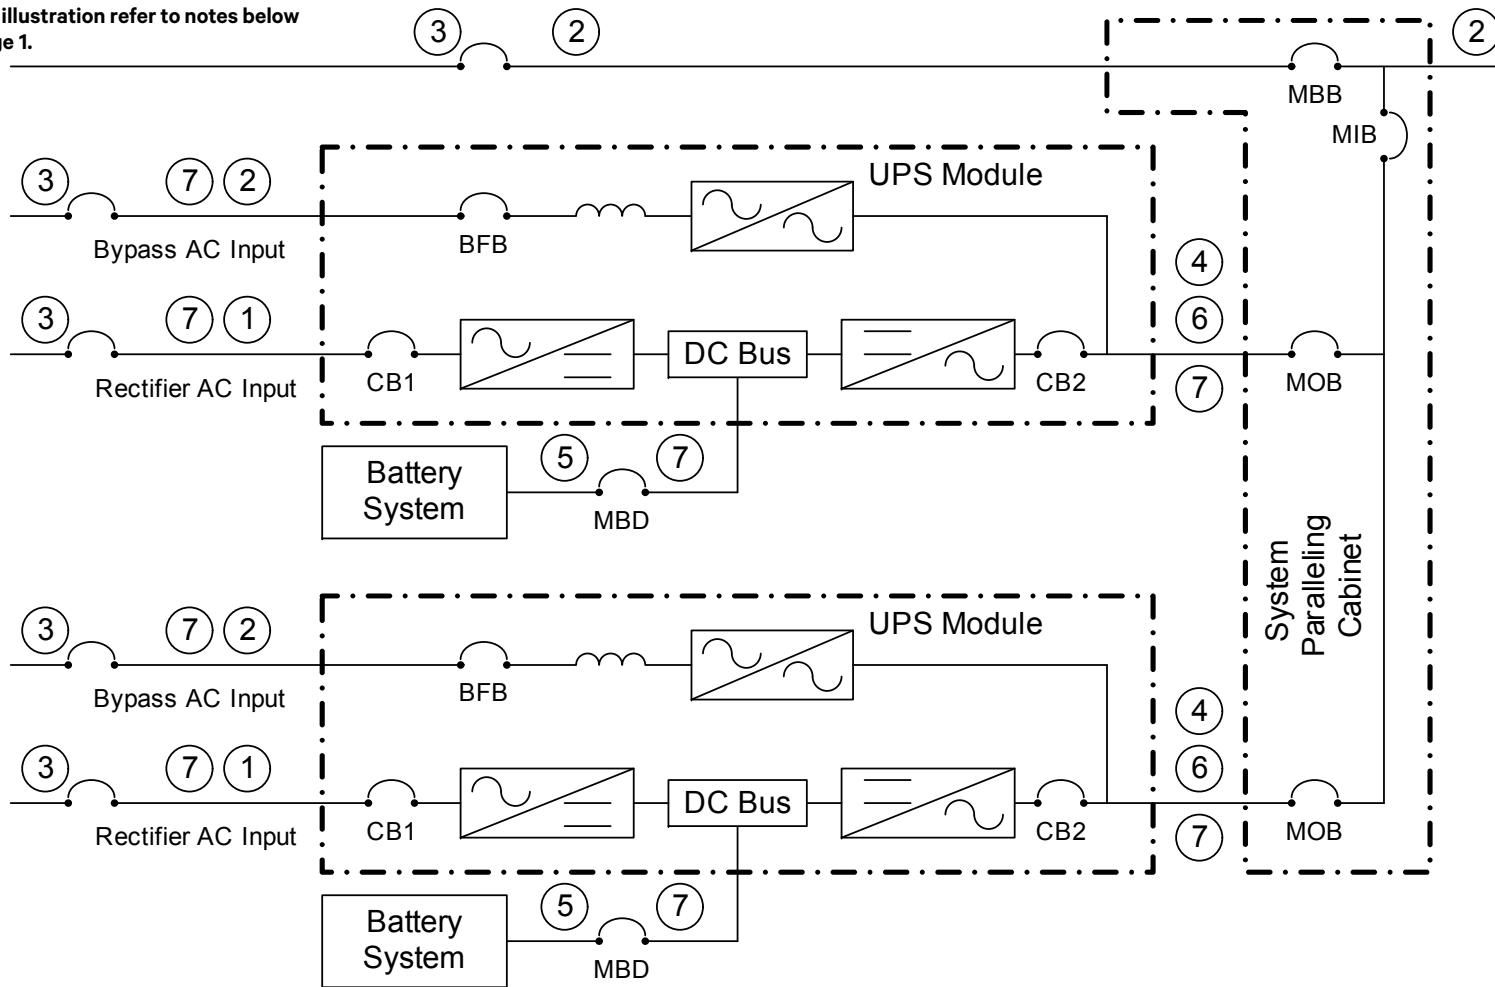 illustration refer to notes below
ge 1.
3
2
2
MBB
MIB
3
7
2
UPS Module
Bypass AC Input
BFB
4
3
7
1
6
DC Bus
Rectifier AC Input
CB1
CB2
7
MOB
5
7
Battery
System
MBD
System
Paralleling
Cabinet
3
7
2
UPS Module
Bypass AC Input
BFB
4
3
7
1
6
DC Bus
Rectifier AC Input
CB1
CB2
7
MOB
5
7
Battery
System
MBD